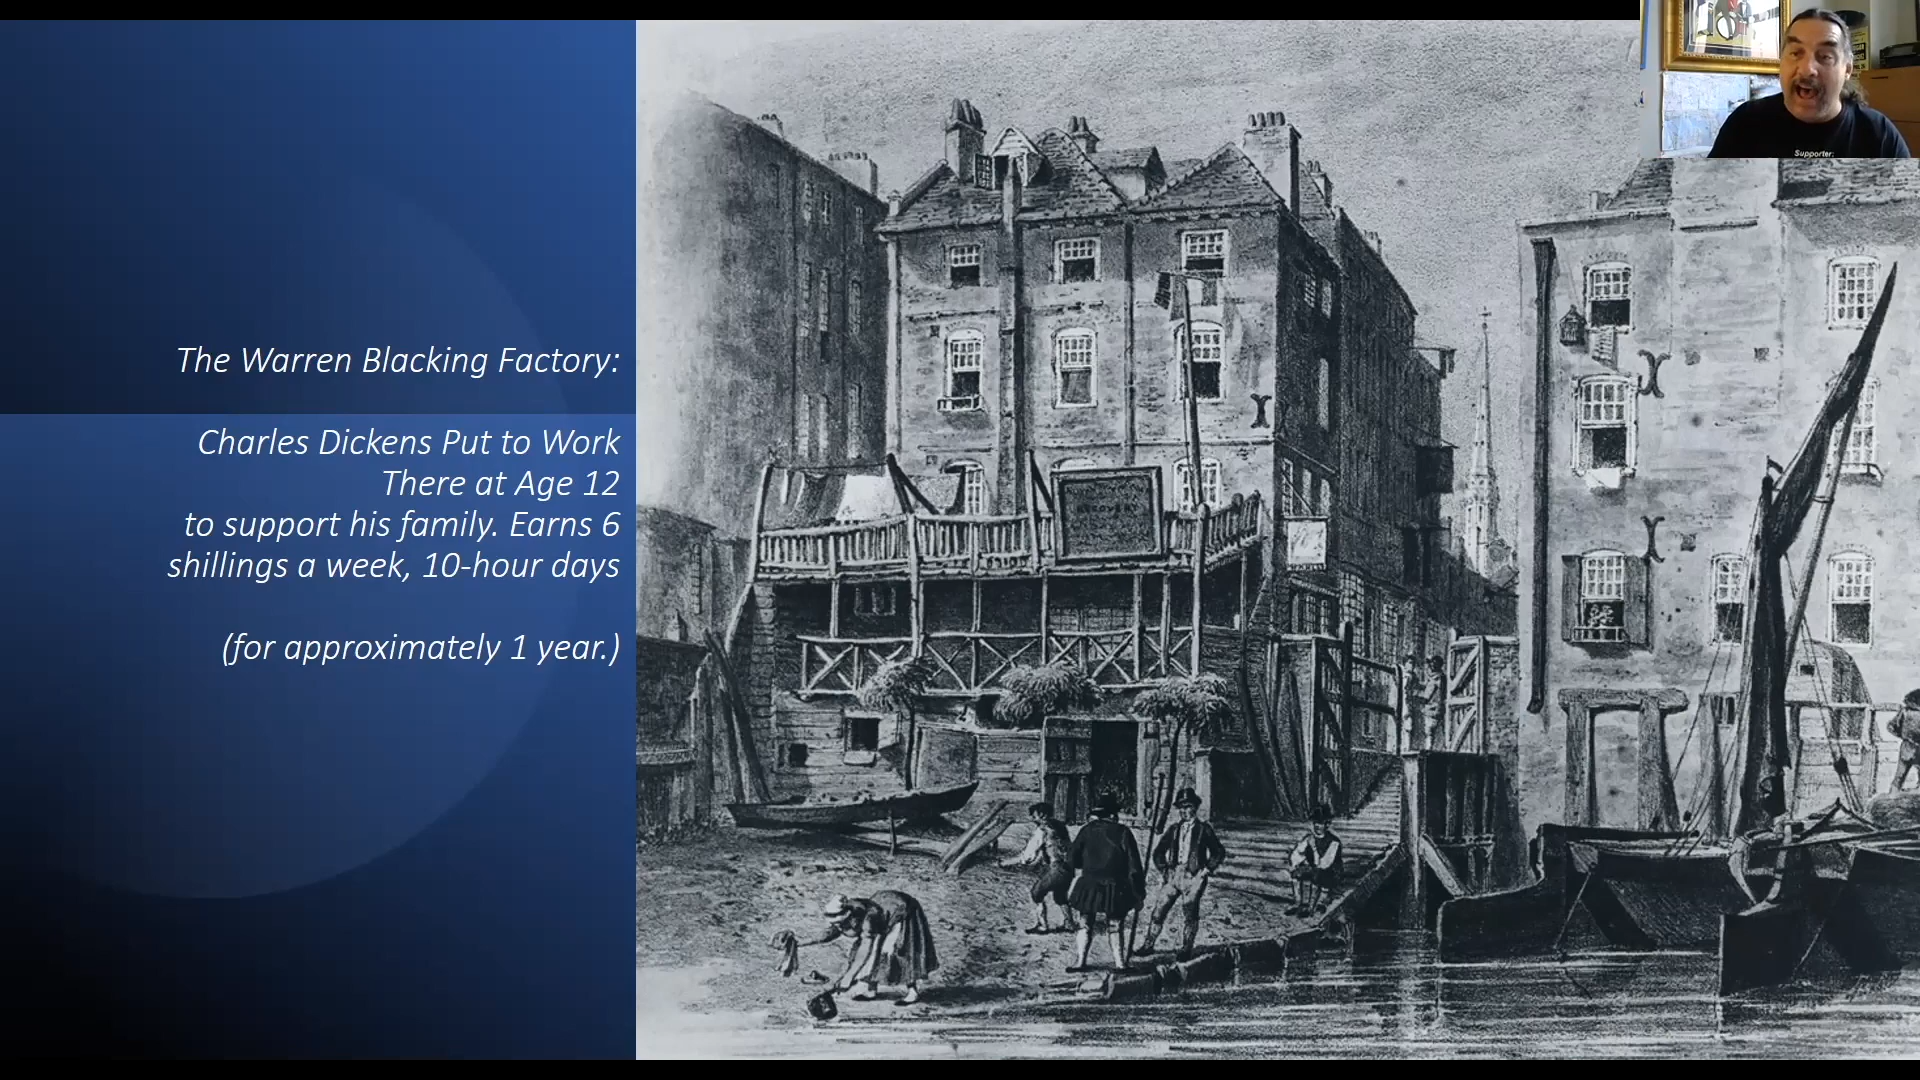 The Warren Blacking Factory:
Charles Dickens Put to Work
There at Age 12
to support his family. Earns 6
shillings a week, 10-hour days
(for approximately 1 year.)
Supporter: